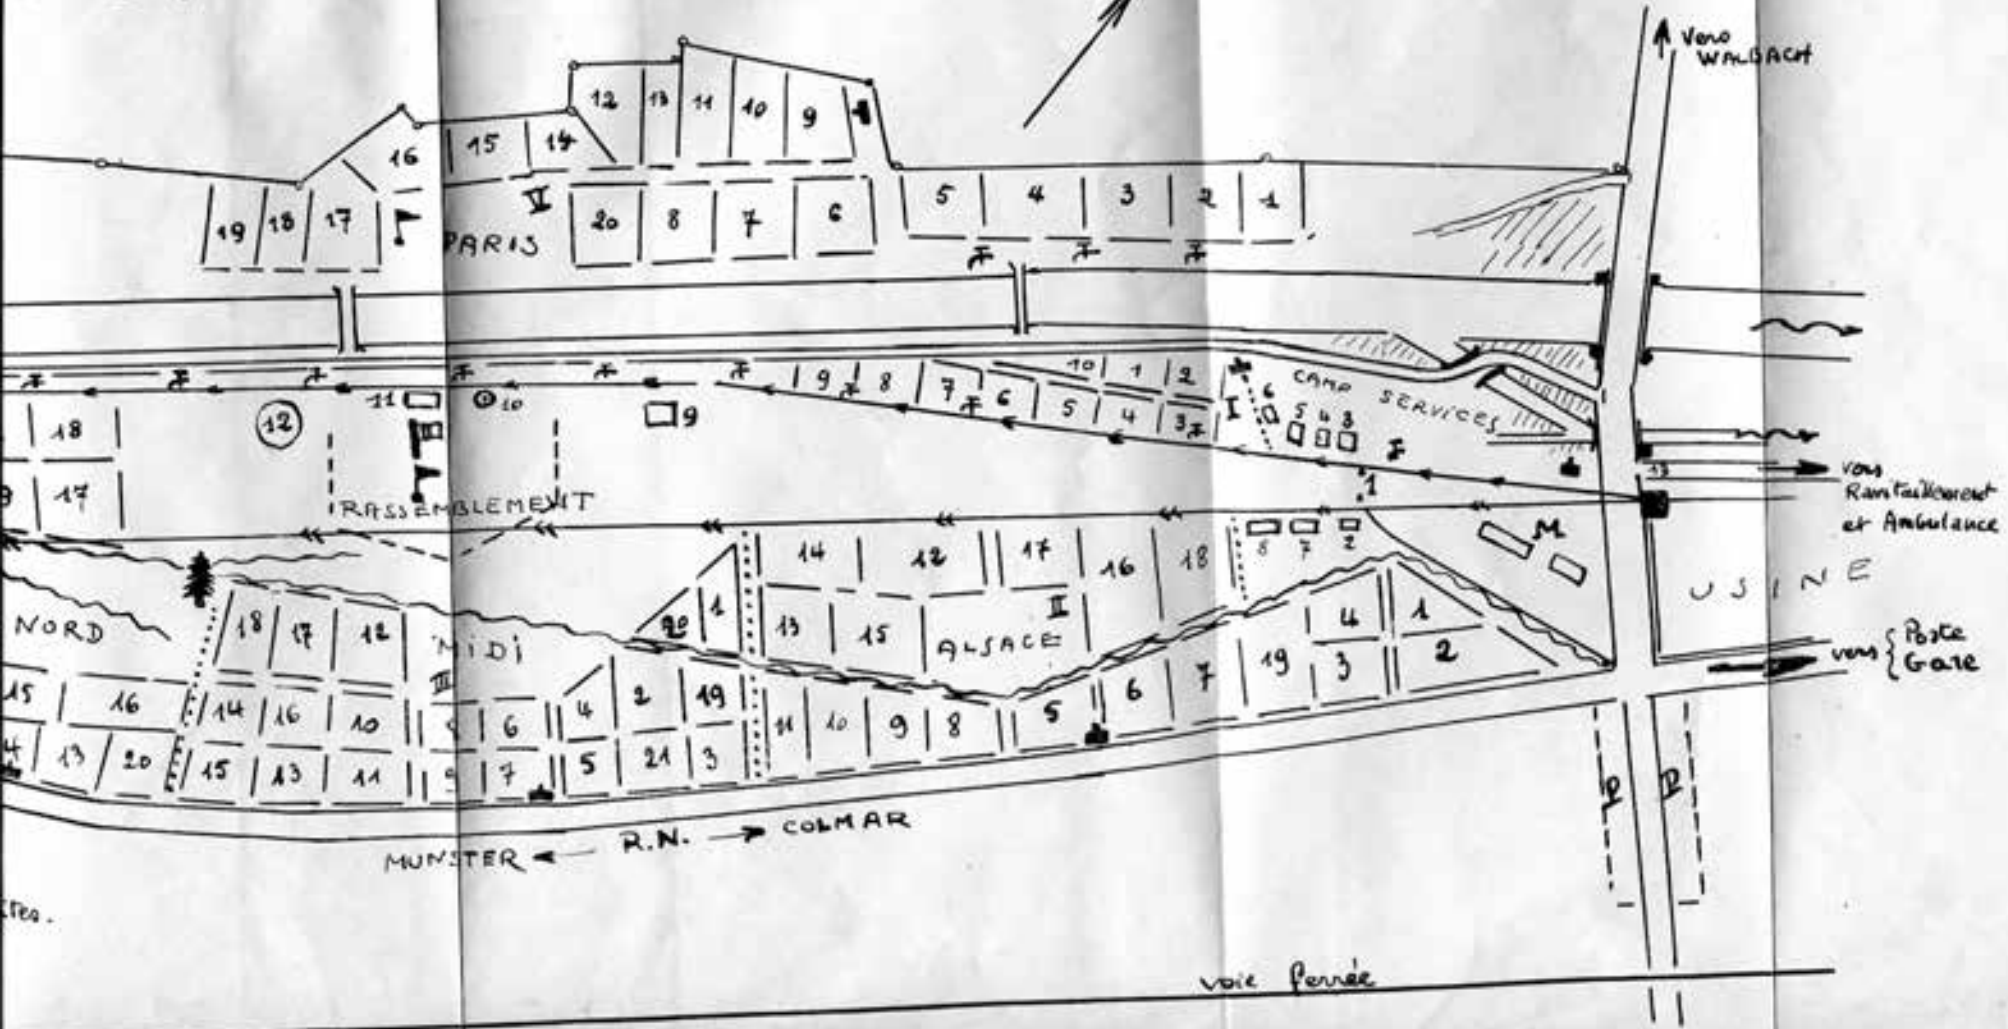 Vers
WALBACH
12 13 11 10 9
16 15 14
5 4 3 2 1
19 18 17
VI
20 8 7 6
PARIS
10 1 2
9 8 7 6 5 4 3
I
CAMP SERVICES
6 5 4 3
11 10 9
12
18
17
RASSEMBLEMENT
1
13
vers
Ravitaillement
et Ambulance
8 7 2
M
14 12 17 16 18
II
13 15
ALSACE
20 1
USINE
NORD
18 17 12
MIDI
III
4 1
19 3 2
vers { Poste
Gare
15 16
14 16 10 6
4 2 19
11 10 9 8 5 6 7
4 13 20
15 13 11 7
5 21 3
P P
MUNSTER ← R.N. → COLMAR
voie ferrée